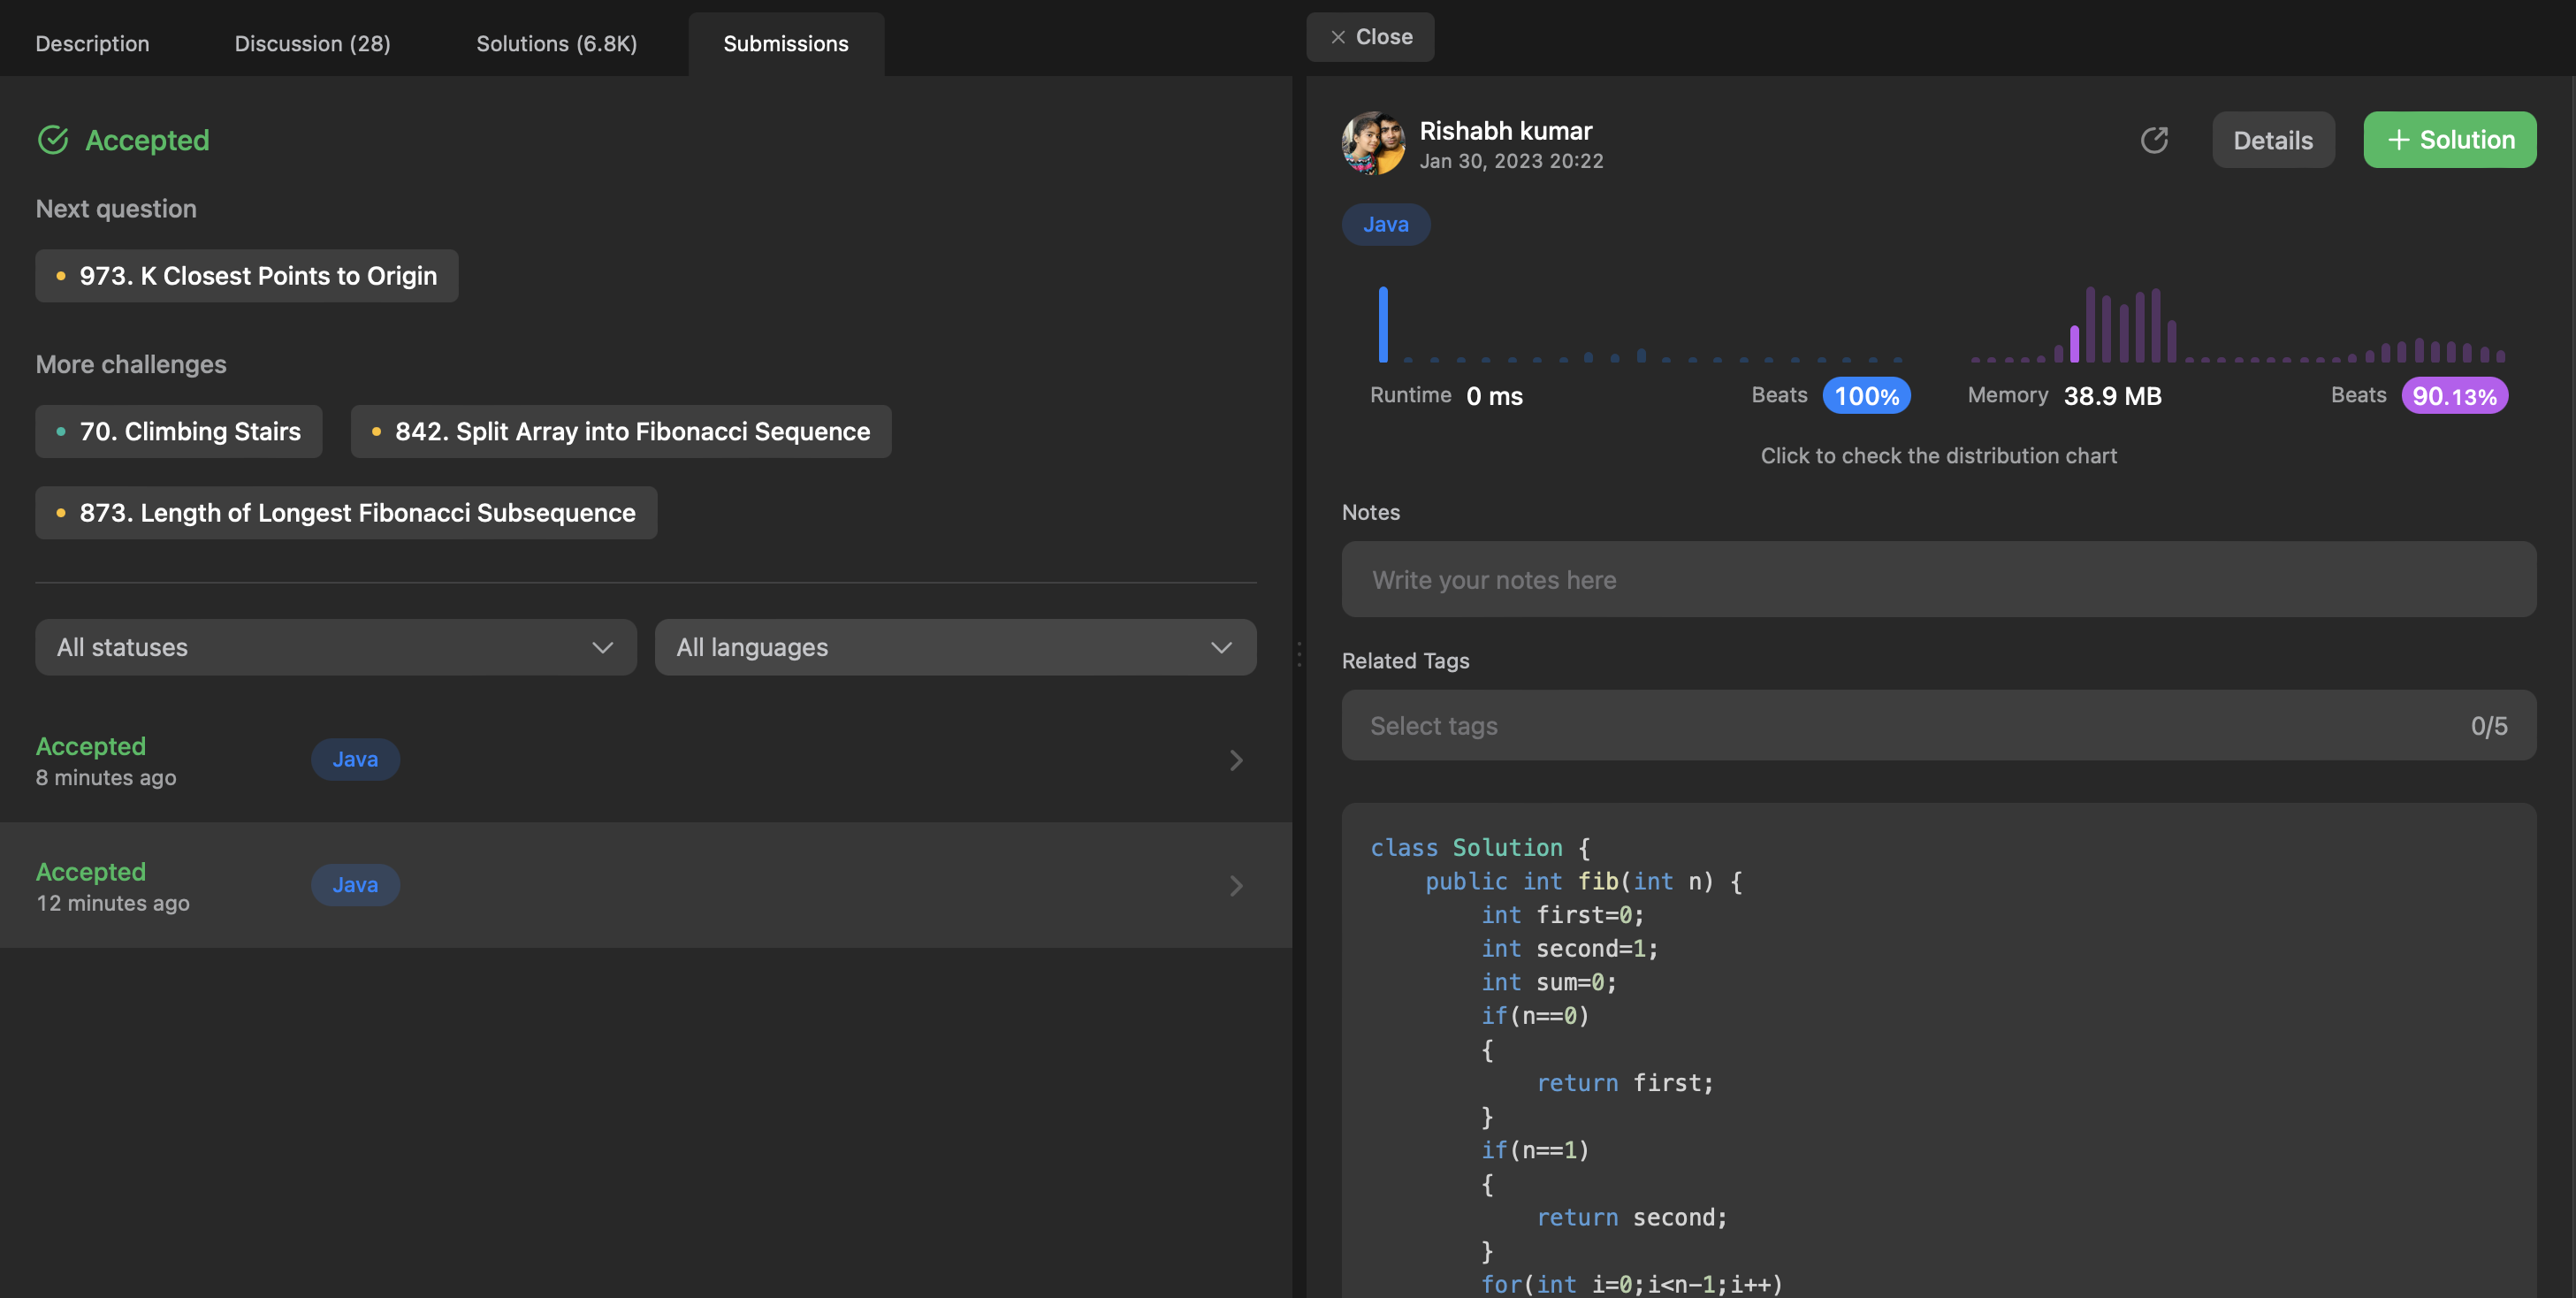 Description
Discussion (28)
Solutions (6.8K)
Submissions
Close
Accepted
Next question
973. K Closest Points to Origin
More challenges
70. Climbing Stairs
842. Split Array into Fibonacci Sequence
873. Length of Longest Fibonacci Subsequence
All statuses
All languages
Accepted
8 minutes ago
Java
Accepted
12 minutes ago
Java
Rishabh kumar
Jan 30, 2023 20:22
Details
+ Solution
Java
Runtime 0 ms
Beats 100%
Memory 38.9 MB
Beats 90.13%
Click to check the distribution chart
Notes
Write your notes here
Related Tags
Select tags
0/5
class Solution {
    public int fib(int n) {
        int first=0;
        int second=1;
        int sum=0;
        if(n==0)
        {
            return first;
        }
        if(n==1)
        {
            return second;
        }
        for(int i=0;i<n-1;i++)